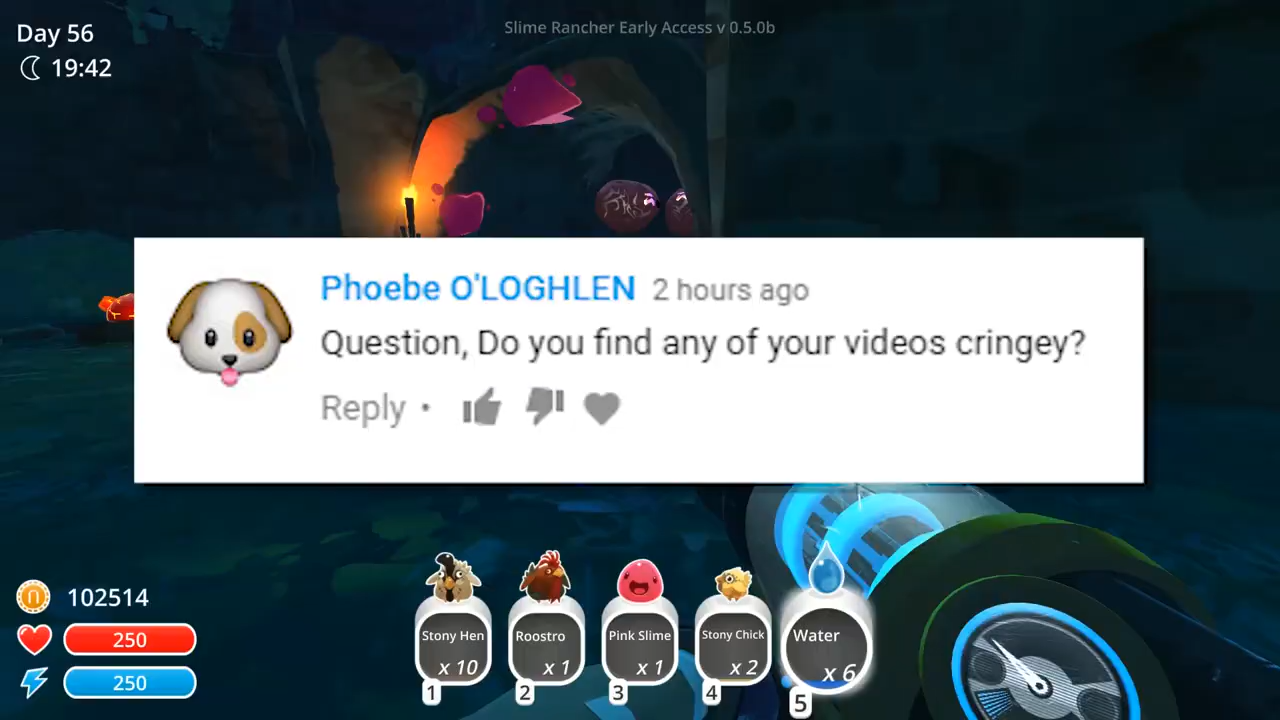 Day 56
19:42
Slime Rancher Early Access v 0.5.0b
Phoebe O'LOGHLEN 2 hours ago
Question, Do you find any of your videos cringey?
Reply •
n 102514
250
250
Stony Hen x 10
1
Roostro x 1
2
Pink Slime x 1
3
Stony Chick x 2
4
Water x 6
5